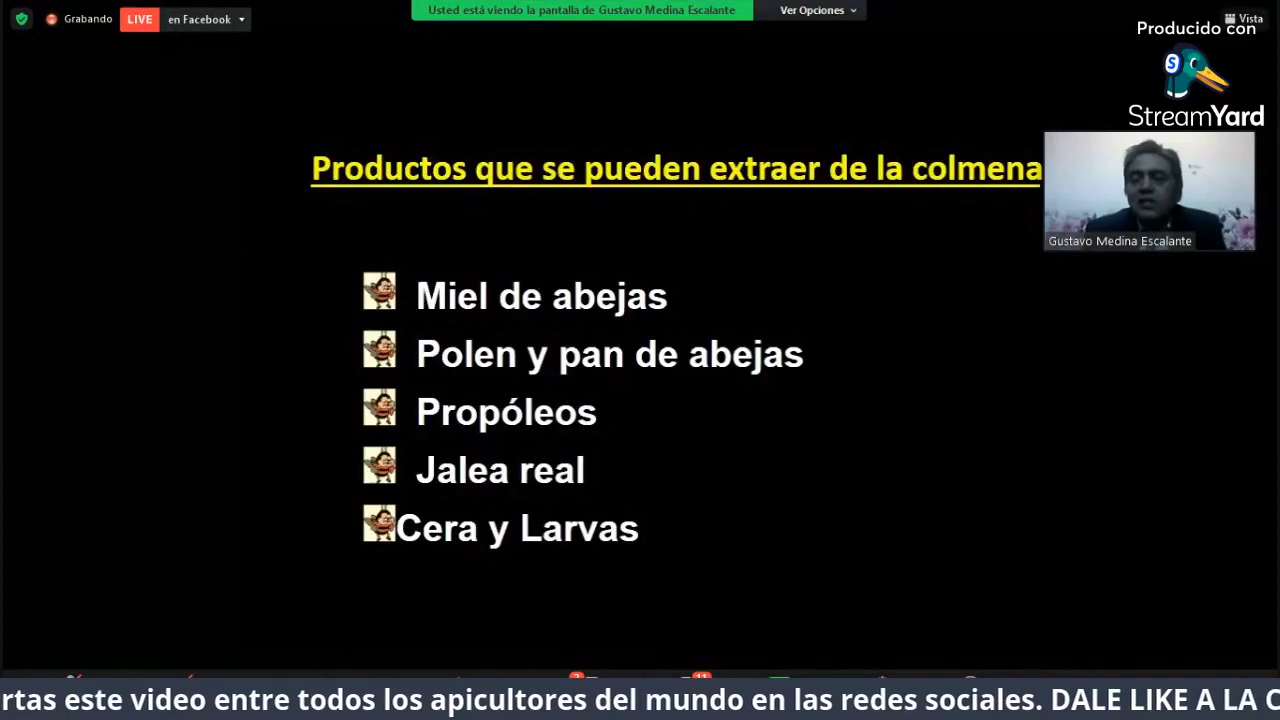 Grabando
LIVE
en Facebook
Usted está viendo la pantalla de Gustavo Medina Escalante
Ver Opciones
Vista
Producido con
S
StreamYard
Productos que se pueden extraer de la colmena
Gustavo Medina Escalante
Miel de abejas
Polen y pan de abejas
Propóleos
Jalea real
Cera y Larvas
11
rtas este video entre todos los apicultores del mundo en las redes sociales. DALE LIKE A LA